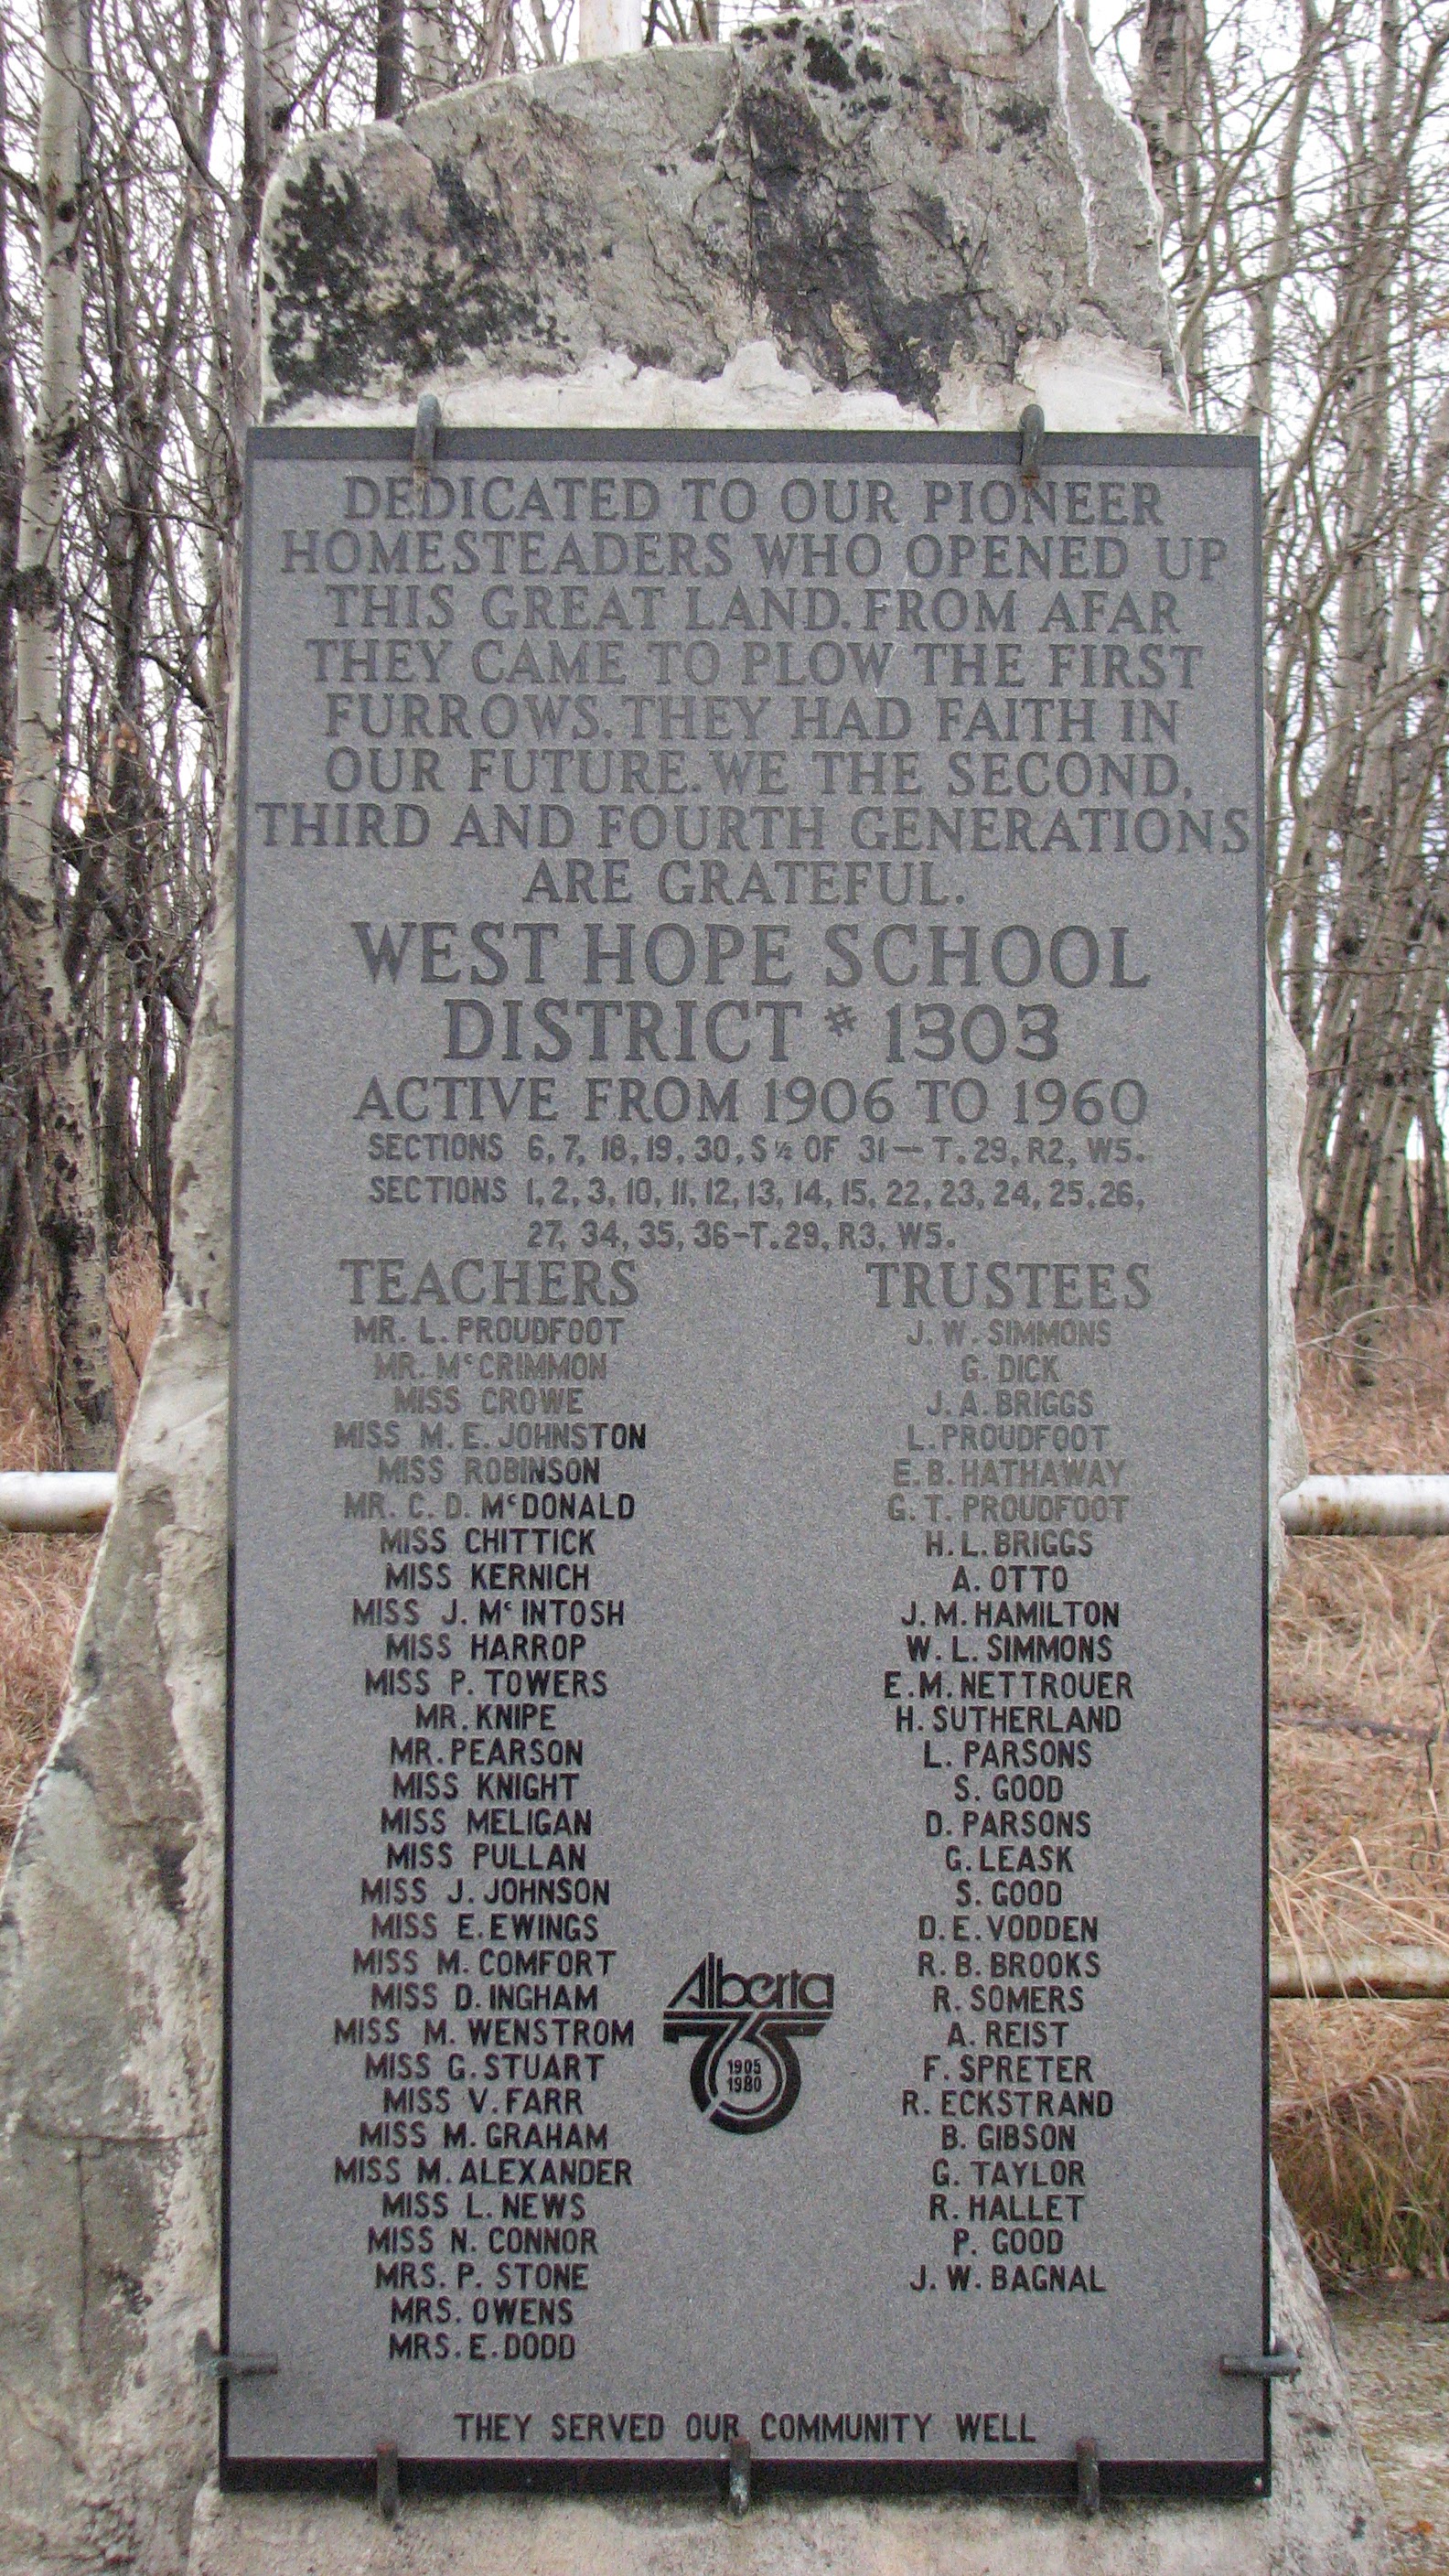 DEDICATED TO OUR PIONEER
HOMESTEADERS WHO OPENED UP
THIS GREAT LAND. FROM AFAR
THEY CAME TO PLOW THE FIRST
FURROWS. THEY HAD FAITH IN
OUR FUTURE. WE THE SECOND,
THIRD AND FOURTH GENERATIONS
ARE GRATEFUL.
WEST HOPE SCHOOL
DISTRICT # 1303
ACTIVE FROM 1906 TO 1960
SECTIONS 6, 7, 18, 19, 30, S ½ OF 31 — T. 29, R2, W5.
SECTIONS 1, 2, 3, 10, 11, 12, 13, 14, 15, 22, 23, 24, 25, 26,
27, 34, 35, 36-T. 29, R3, W5.
TEACHERS
MR. L. PROUDFOOT
MR. McCRIMMON
MISS CROWE
MISS M. E. JOHNSTON
MISS ROBINSON
MR. C. D. McDONALD
MISS CHITTICK
MISS KERNICH
MISS J. McINTOSH
MISS HARROP
MISS P. TOWERS
MR. KNIPE
MR. PEARSON
MISS KNIGHT
MISS MELIGAN
MISS PULLAN
MISS J. JOHNSON
MISS E. EWINGS
MISS M. COMFORT
MISS D. INGHAM
MISS M. WENSTROM
MISS G. STUART
MISS V. FARR
MISS M. GRAHAM
MISS M. ALEXANDER
MISS L. NEWS
MISS N. CONNOR
MRS. P. STONE
MRS. OWENS
MRS. E. DODD
TRUSTEES
J. W. SIMMONS
G. DICK
J. A. BRIGGS
L. PROUDFOOT
E. B. HATHAWAY
G. T. PROUDFOOT
H. L. BRIGGS
A. OTTO
J. M. HAMILTON
W. L. SIMMONS
E. M. NETTROUER
H. SUTHERLAND
L. PARSONS
S. GOOD
D. PARSONS
G. LEASK
S. GOOD
D. E. VODDEN
R. B. BROOKS
R. SOMERS
A. REIST
F. SPRETER
R. ECKSTRAND
B. GIBSON
G. TAYLOR
R. HALLET
P. GOOD
J. W. BAGNAL
Alberta
75
1905
1980
THEY SERVED OUR COMMUNITY WELL